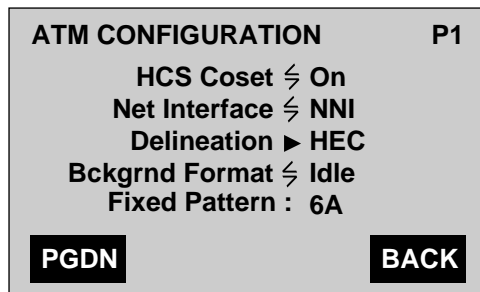 ATM CONFIGURATION P1
HCS Coset ⇋ On
Net Interface ⇋ NNI
Delineation ► HEC
Bckgrnd Format ⇋ Idle
Fixed Pattern : 6A
PGDN BACK